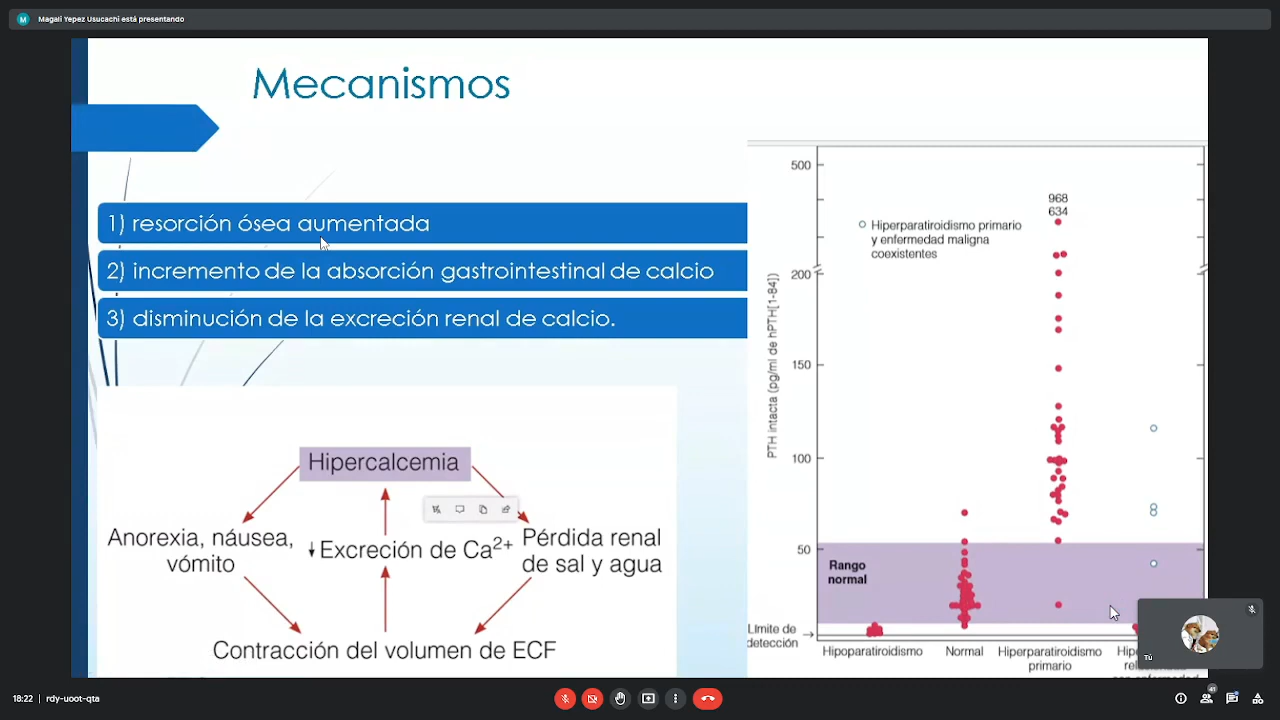 M Magali Yepez Usucachi está presentando
Mecanismos
1) resorción ósea aumentada
2) incremento de la absorción gastrointestinal de calcio
3) disminución de la excreción renal de calcio.
Hipercalcemia
Anorexia, náusea,
vómito
↓ Excreción de Ca2+
Pérdida renal
de sal y agua
Contracción del volumen de ECF
PTH intacta (pg/ml de hPTH[1-84])
500
200
150
100
50
968
634
Hiperparatiroidismo primario
y enfermedad maligna
coexistentes
Rango
normal
Límite de
detección
Hipoparatiroidismo
Normal
Hiperparatiroidismo
primario
Tú
18:22 | rdy-uoot-qta
41